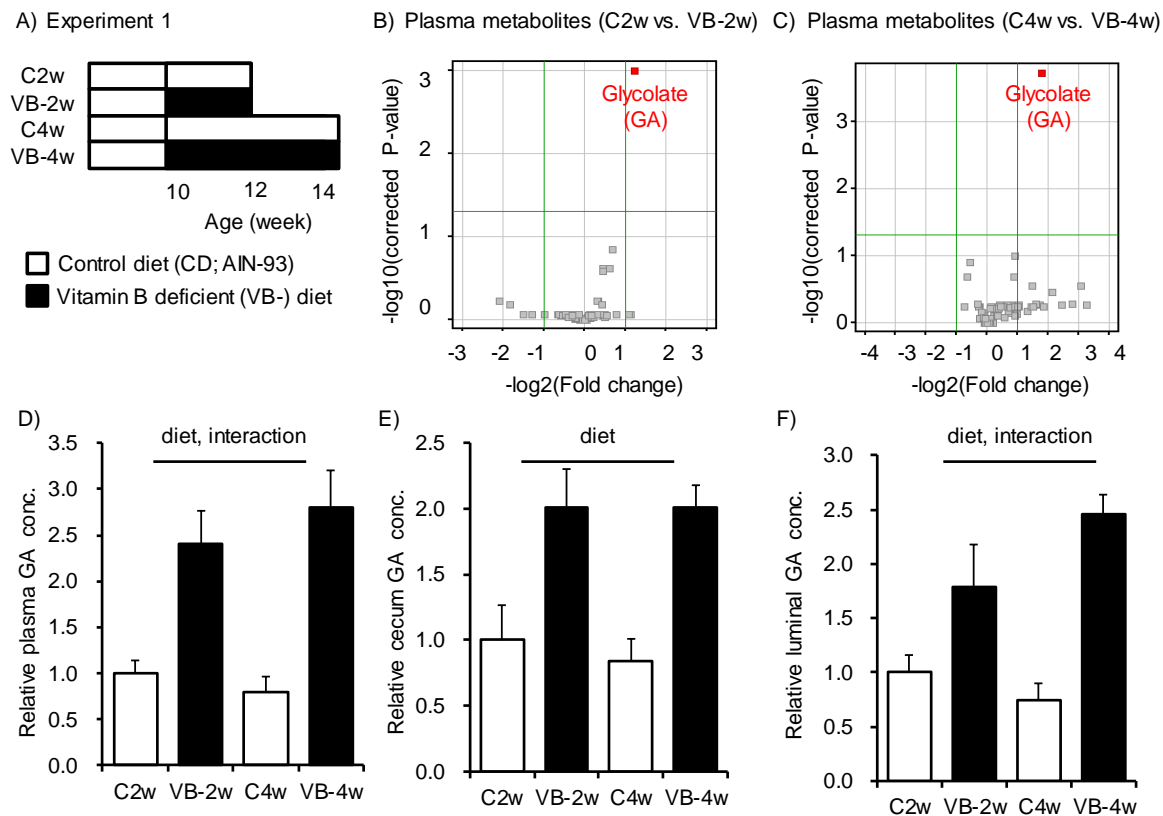 A) Experiment 1
C2w
VB-2w
C4w
VB-4w
10
12
14
Age (week)
Control diet (CD; AIN-93)
Vitamin B deficient (VB-) diet
B) Plasma metabolites (C2w vs. VB-2w)
-log10(corrected P-value)
3
2
1
0
Glycolate
(GA)
-3 -2 -1 0 1 2 3
-log2(Fold change)
C) Plasma metabolites (C4w vs. VB-4w)
-log10(corrected P-value)
3
2
1
0
Glycolate
(GA)
-4 -3 -2 -1 0 1 2 3 4
-log2(Fold change)
D)
diet, interaction
Relative plasma GA conc.
3.5
3.0
2.5
2.0
1.5
1.0
0.5
0.0
C2w VB-2w C4w VB-4w
E)
diet
Relative cecum GA conc.
2.5
2.0
1.5
1.0
0.5
0.0
C2w VB-2w C4w VB-4w
F)
diet, interaction
Relative luminal GA conc.
3.0
2.5
2.0
1.5
1.0
0.5
0.0
C2w VB-2w C4w VB-4w